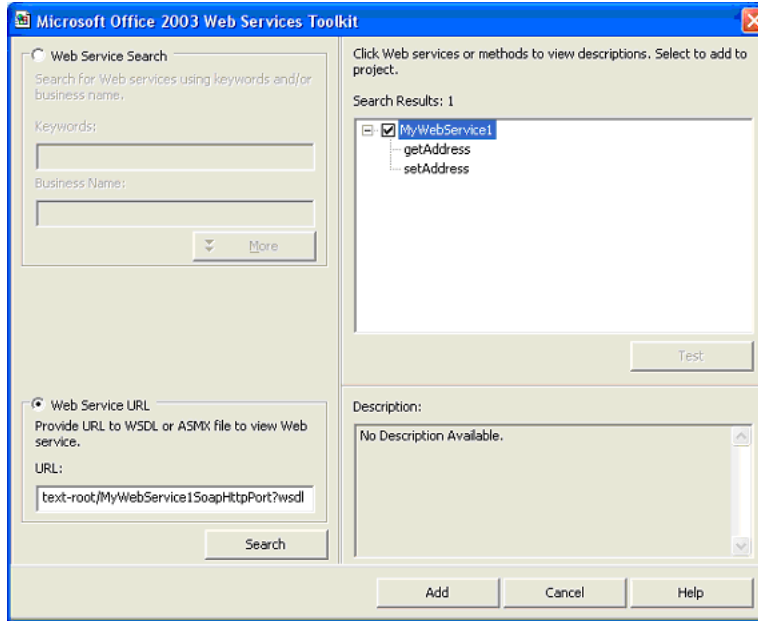 Microsoft Office 2003 Web Services Toolkit
Web Service Search
Search for Web services using keywords and/or
business name.
Keywords:
Business Name:
More
Web Service URL
Provide URL to WSDL or ASMX file to view Web
service.
URL:
text-root/MyWebService1SoapHttpPort?wsdl
Search
Click Web services or methods to view descriptions. Select to add to
project.
Search Results: 1
MyWebService1
getAddress
setAddress
Test
Description:
No Description Available.
Add
Cancel
Help